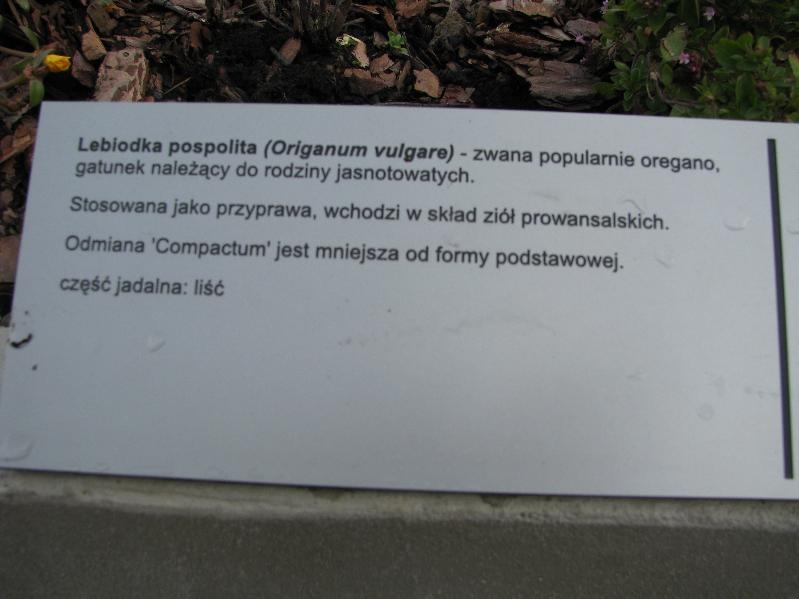 Lebiodka pospolita (Origanum vulgare) - zwana popularnie oregano,
gatunek należący do rodziny jasnotowatych.
Stosowana jako przyprawa, wchodzi w skład ziół prowansalskich.
Odmiana 'Compactum' jest mniejsza od formy podstawowej.
część jadalna: liść